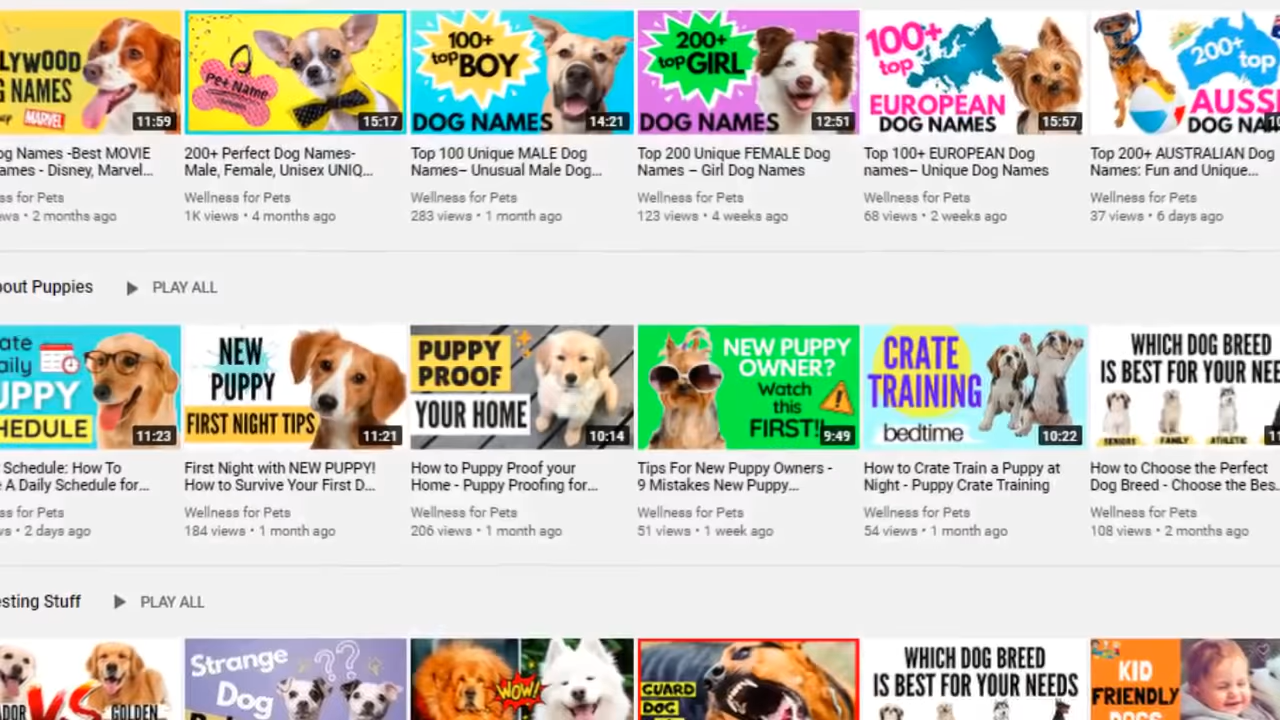 LYWOOD
G NAMES
MARVEL
11:59
Pet Name
15:17
100+
top BOY
DOG NAMES
14:21
200+
top GIRL
DOG NAMES
12:51
100+
top
EUROPEAN
DOG NAMES
15:57
200+
top
AUSSI
DOG NA
10
og Names -Best MOVIE
ames - Disney, Marvel...
ss for Pets
ws • 2 months ago
200+ Perfect Dog Names-
Male, Female, Unisex UNIQ...
Wellness for Pets
1K views • 4 months ago
Top 100 Unique MALE Dog
Names– Unusual Male Dog...
Wellness for Pets
283 views • 1 month ago
Top 200 Unique FEMALE Dog
Names – Girl Dog Names
Wellness for Pets
123 views • 4 weeks ago
Top 100+ EUROPEAN Dog
names– Unique Dog Names
Wellness for Pets
68 views • 2 weeks ago
Top 200+ AUSTRALIAN Dog
Names: Fun and Unique...
Wellness for Pets
37 views • 6 days ago
bout Puppies
PLAY ALL
ate
aily
UPPY
HEDULE
11:23
NEW
PUPPY
FIRST NIGHT TIPS
11:21
PUPPY
PROOF
YOUR HOME
10:14
NEW PUPPY
OWNER?
Watch
this
FIRST!!
9:49
CRATE
TRAINING
bedtime
10:22
WHICH DOG BREED
IS BEST FOR YOUR NEE
SENIORS FAMILY ATHLETIC
11
Schedule: How To
e A Daily Schedule for...
ss for Pets
ws • 2 days ago
First Night with NEW PUPPY!
How to Survive Your First D...
Wellness for Pets
184 views • 1 month ago
How to Puppy Proof your
Home - Puppy Proofing for...
Wellness for Pets
206 views • 1 month ago
Tips For New Puppy Owners -
9 Mistakes New Puppy...
Wellness for Pets
51 views • 1 week ago
How to Crate Train a Puppy at
Night - Puppy Crate Training
Wellness for Pets
54 views • 1 month ago
How to Choose the Perfect
Dog Breed - Choose the Bes...
Wellness for Pets
108 views • 2 months ago
esting Stuff
PLAY ALL
ADOR VS GOLDEN
Strange
Dog
??
WOW!
GUARD
DOG
WHICH DOG BREED
IS BEST FOR YOUR NEEDS
KID
FRIENDLY
DOGS